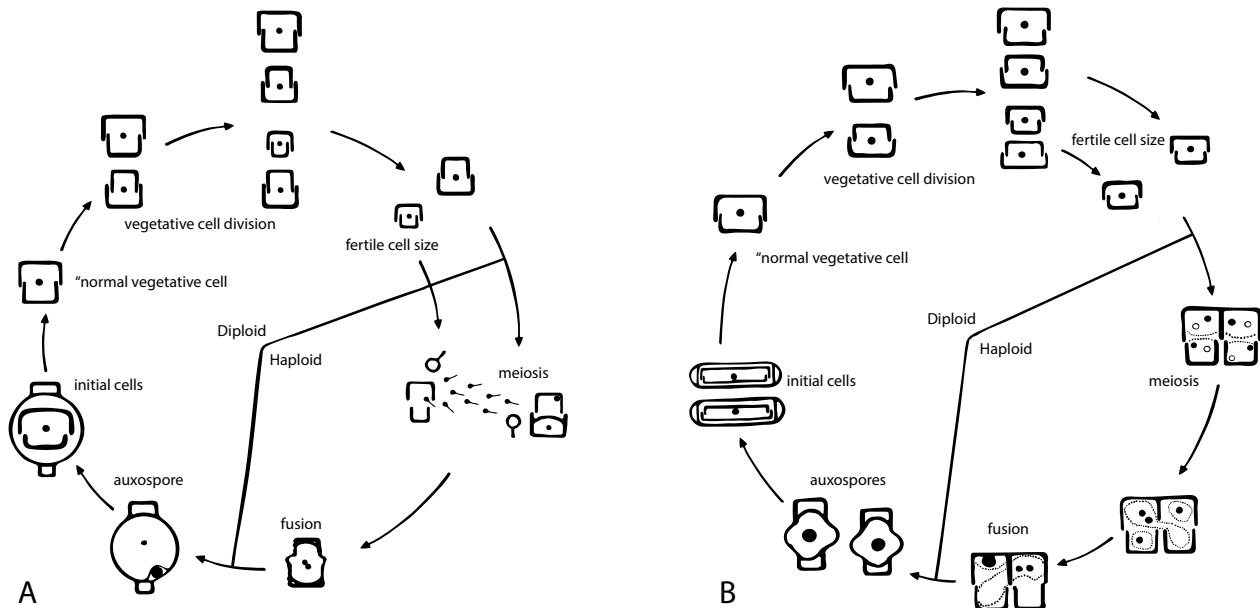 vegetative cell division
fertile cell size
"normal vegetative cell
Diploid
Haploid
initial cells
meiosis
auxospore
fusion
A
fertile cell size
vegetative cell division
"normal vegetative cell
Diploid
Haploid
initial cells
meiosis
auxospores
fusion
B